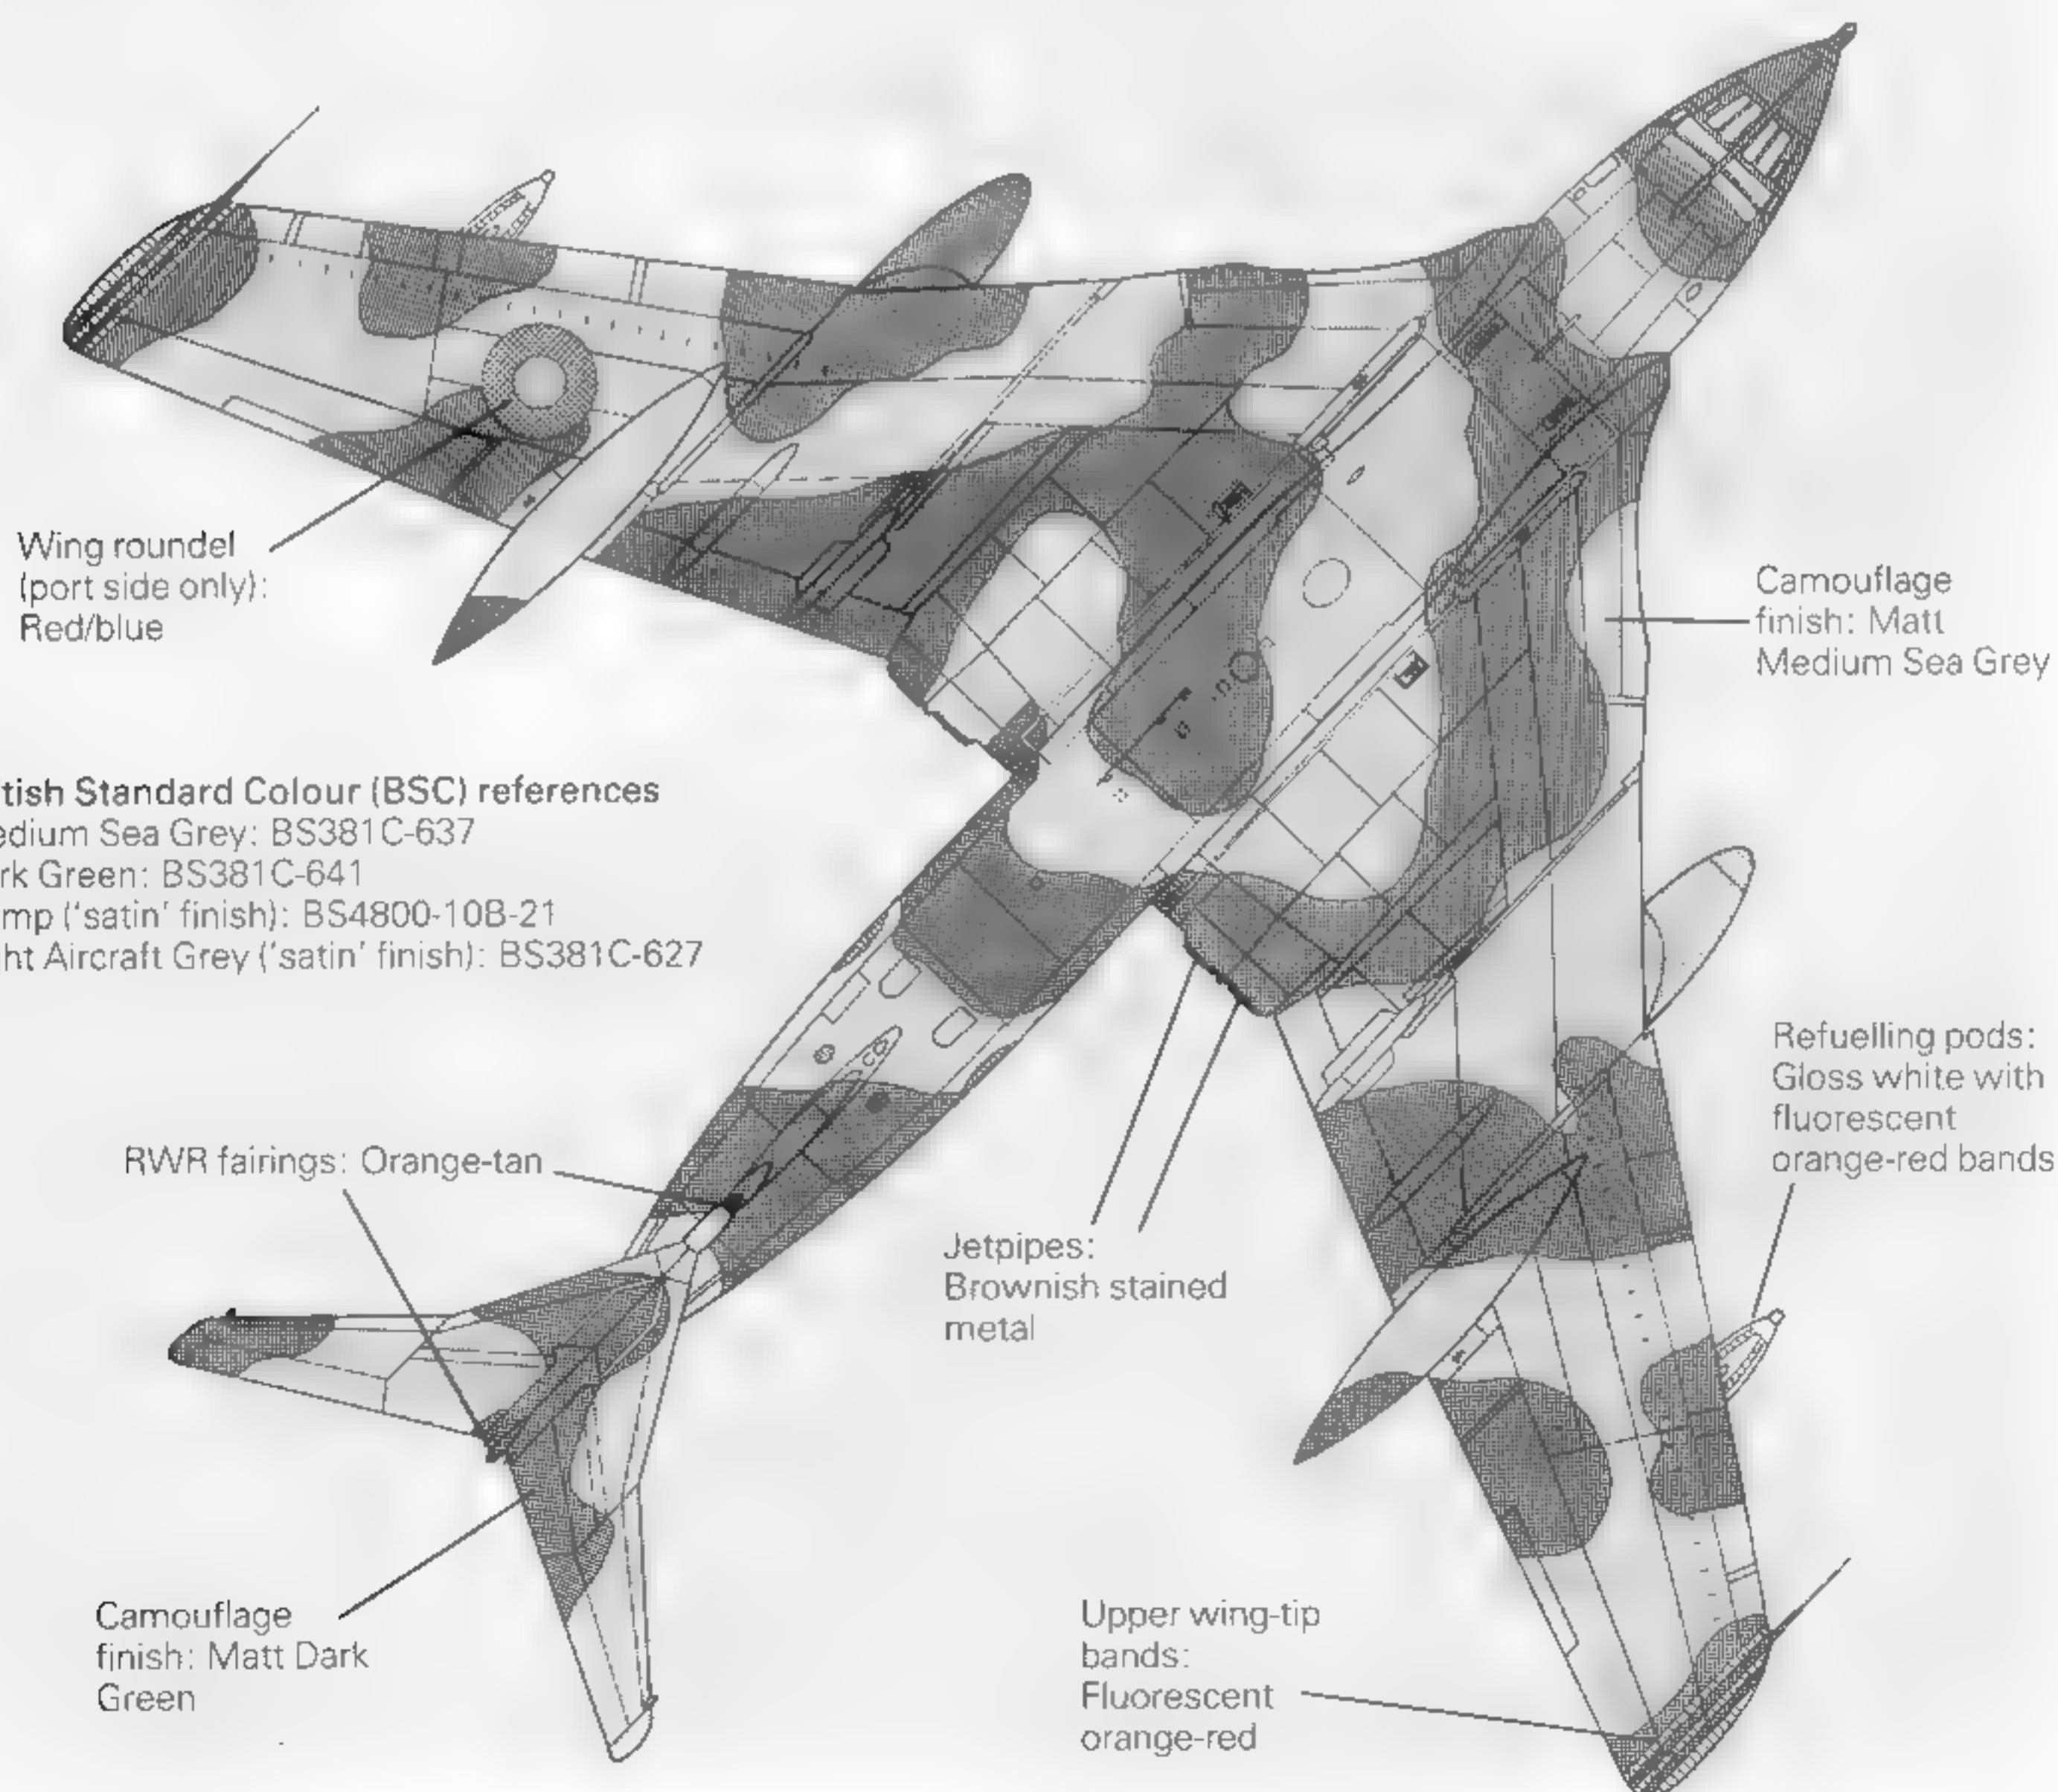 Wing roundel
(port side only):
Red/blue
Camouflage
finish: Matt
Medium Sea Grey
tish Standard Colour (BSC) references
edium Sea Grey: BS381C-637
rk Green: BS381C-641
mp ('satin' finish): BS4800-10B-21
ht Aircraft Grey ('satin' finish): BS381C-627
Refuelling pods:
Gloss white with
fluorescent
orange-red bands
RWR fairings: Orange-tan
Jetpipes:
Brownish stained
metal
Camouflage
finish: Matt Dark
Green
Upper wing-tip
bands:
Fluorescent
orange-red